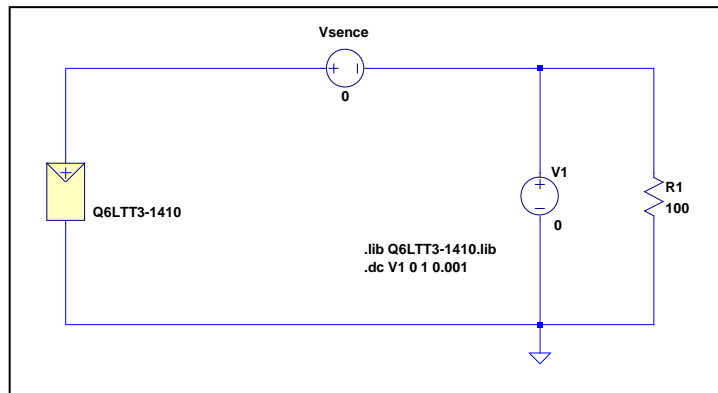 Vsence
0
Q6LTT3-1410
V1
0
R1
100
.lib Q6LTT3-1410.lib
.dc V1 0 1 0.001